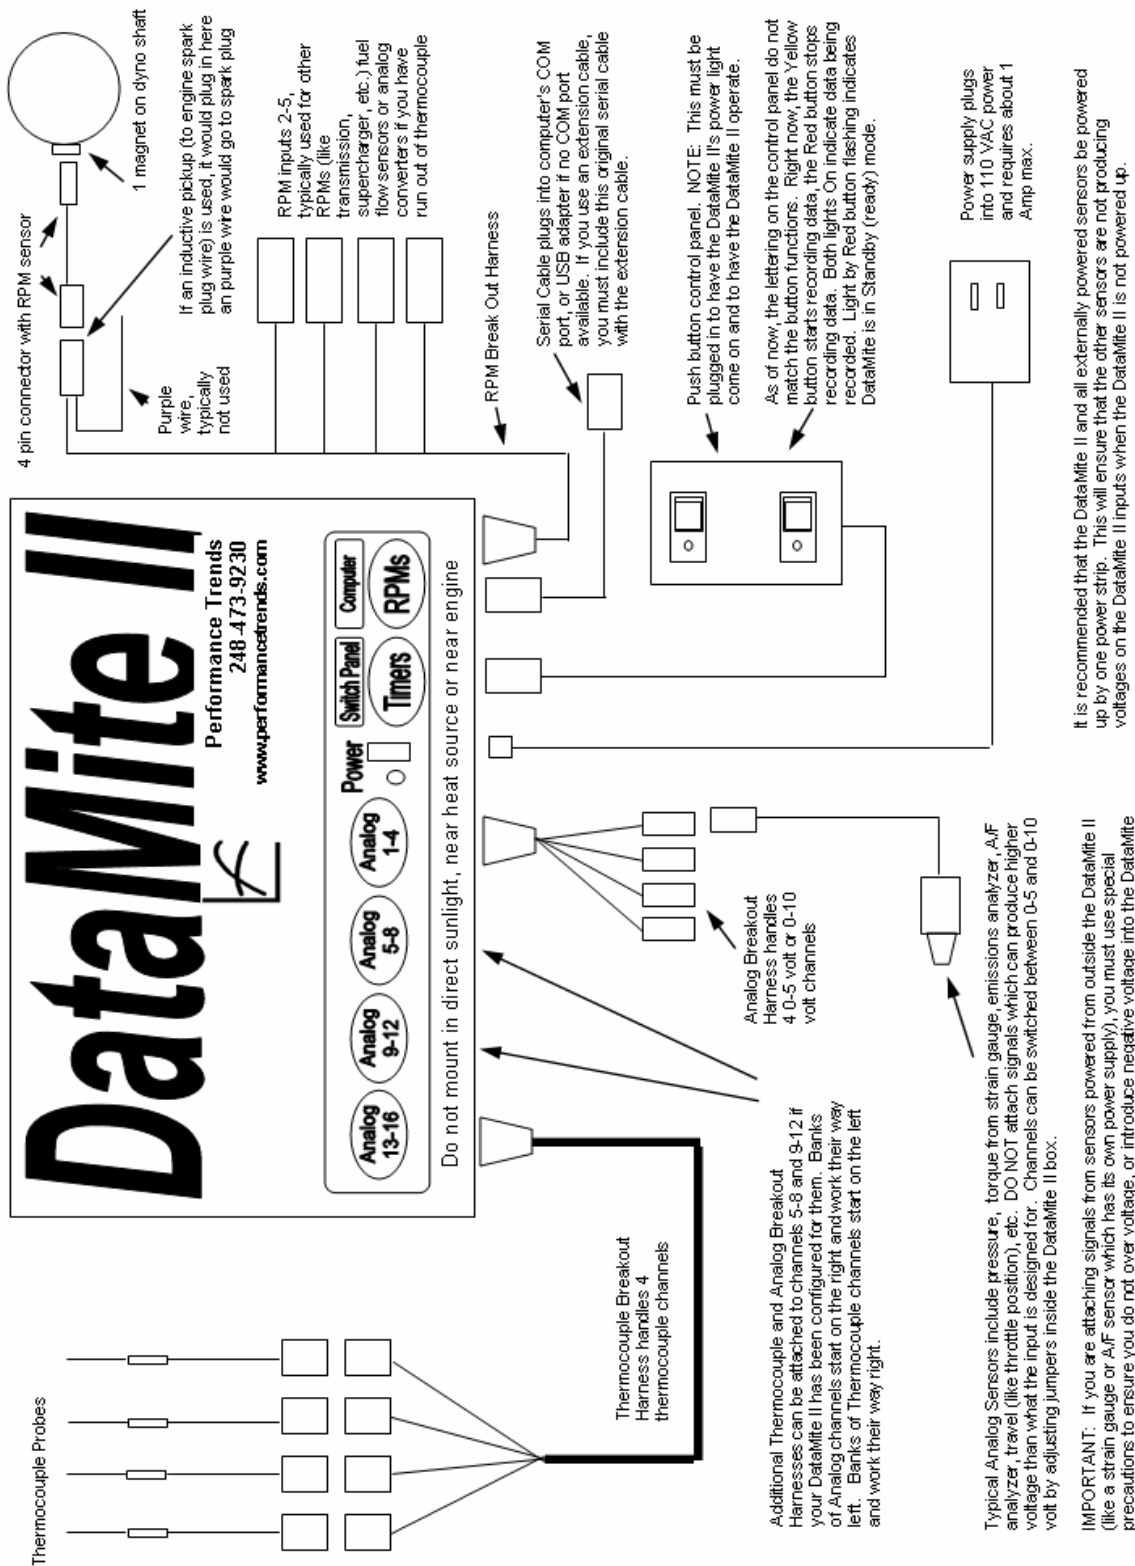 Thermocouple Probes
DataMite II
Performance Trends
248-473-9230
www.performancetrends.com
Analog
13-16
Analog
9-12
Analog
5-8
Analog
1-4
Power
Switch Panel
Computer
Timers
RPMs
Do not mount in direct sunlight, near heat source or near engine
4 pin connector with RPM sensor
1 magnet on dyno shaft
Purple
wire,
typically
not used
If an inductive pickup (to engine spark
plug wire) is used, it would plug in here
an purple wire would go to spark plug
RPM inputs 2-5,
typically used for other
RPMs (like
transmission,
supercharger, etc.) fuel
flow sensors or analog
converters if you have
run out of thermocouple
RPM Break Out Harness
Serial Cable plugs into computer's COM
port, or USB adapter if no COM port
available. If you use an extension cable,
you must include this original serial cable
with the extension cable.
Push button control panel. NOTE: This must be
plugged in to have the DataMite II's power light
come on and to have the DataMite II operate.
As of now, the lettering on the control panel do not
match the button functions. Right now, the Yellow
button starts recording data, the Red button stops
recording data. Both lights On indicate data being
recorded. Light by Red button flashing indicates
DataMite is in Standby (ready) mode.
Power supply plugs
into 110 VAC power
and requires about 1
Amp max.
Thermocouple Breakout
Harness handles 4
thermocouple channels
Analog Breakout
Harness handles
4 0-5 volt or 0-10
volt channels
Additional Thermocouple and Analog Breakout
Harnesses can be attached to channels 5-8 and 9-12 if
your DataMite II has been configured for them. Banks
of Analog channels start on the right and work their way
left. Banks of Thermocouple channels start on the left
and work their way right.
Typical Analog Sensors include pressure, torque from strain gauge, emissions analyzer, A/F
analyzer, travel (like throttle position), etc. DO NOT attach signals which can produce higher
voltage than what the input is designed for. Channels can be switched between 0-5 and 0-10
volt by adjusting jumpers inside the DataMite II box.
IMPORTANT: If you are attaching signals from sensors powered from outside the DataMite II
(like a strain gauge or A/F sensor which has its own power supply), you must use special
precautions to ensure you do not over voltage, or introduce negative voltage into the DataMite
It is recommended that the DataMite II and all externally powered sensors be powered
up by one power strip. This will ensure that the other sensors are not producing
voltages on the DataMite II inputs when the DataMite II is not powered up.